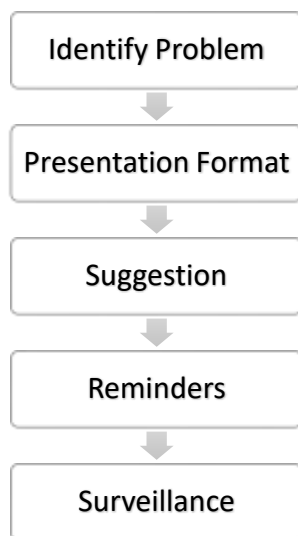 Identify Problem
Presentation Format
Suggestion
Reminders
Surveillance